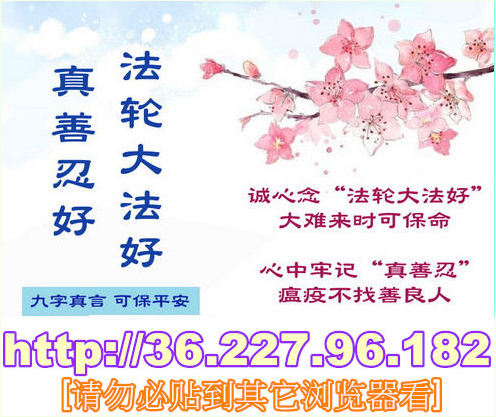 法轮大法好
真善忍好
诚心念“法轮大法好”
大难来时可保命
心中牢记“真善忍”
瘟疫不找善良人
九字真言 可保平安
http://36.227.96.182
[请勿必贴到其它浏览器看]